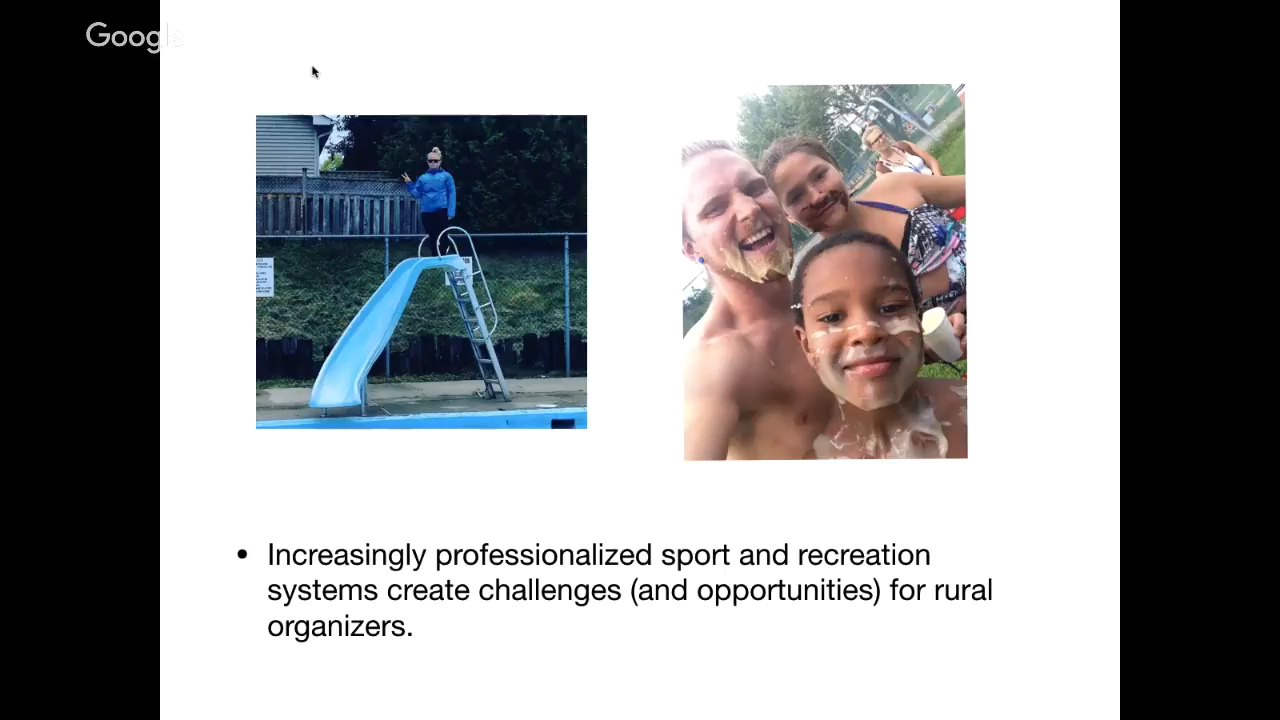 Google
• Increasingly professionalized sport and recreation
systems create challenges (and opportunities) for rural
organizers.